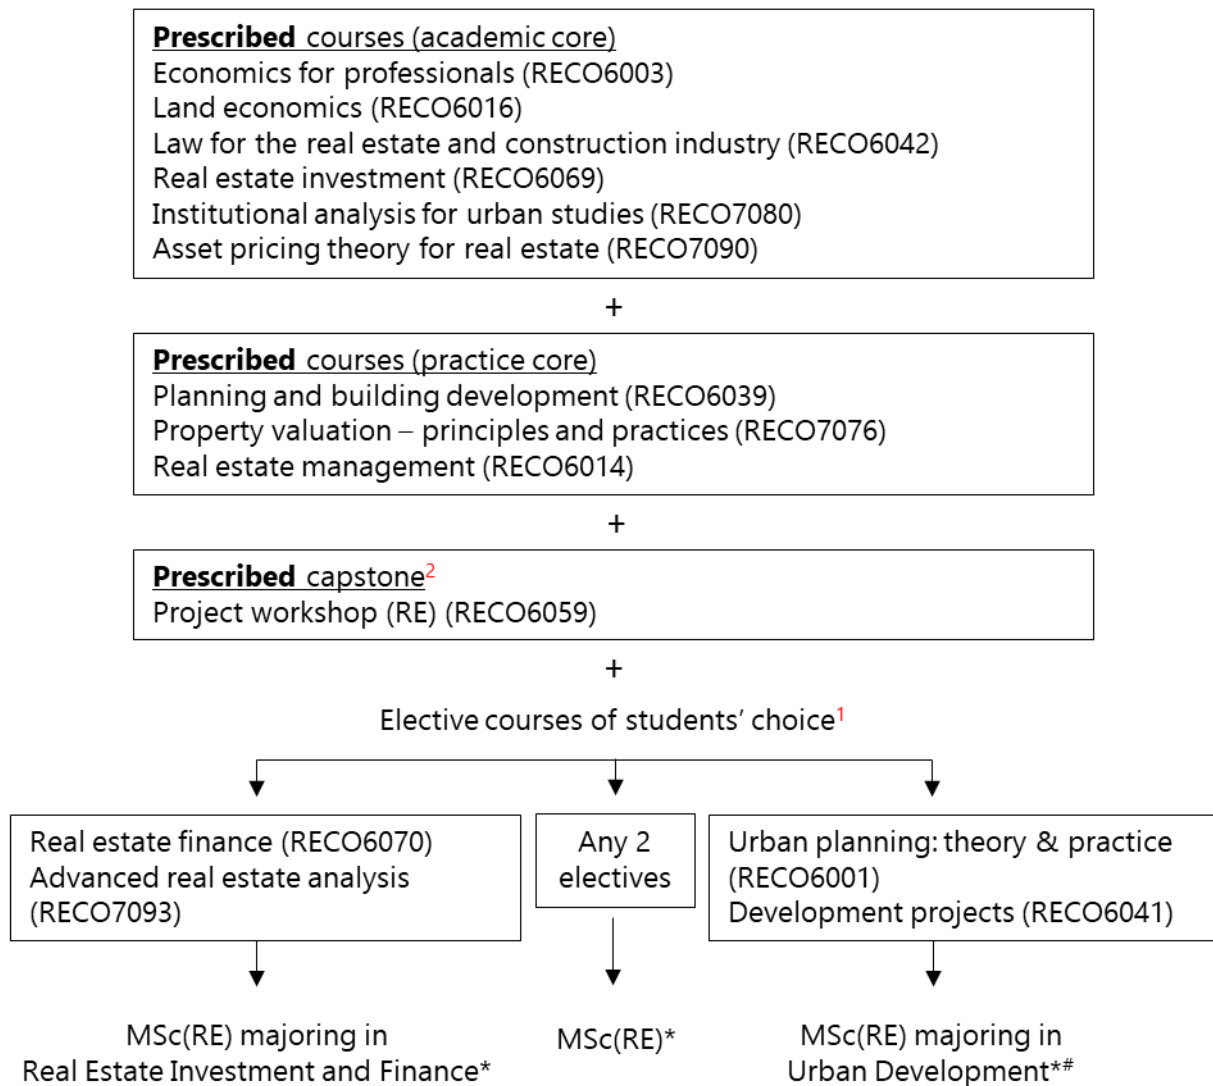 Prescribed courses (academic core)
Economics for professionals (RECO6003)
Land economics (RECO6016)
Law for the real estate and construction industry (RECO6042)
Real estate investment (RECO6069)
Institutional analysis for urban studies (RECO7080)
Asset pricing theory for real estate (RECO7090)
+
Prescribed courses (practice core)
Planning and building development (RECO6039)
Property valuation – principles and practices (RECO7076)
Real estate management (RECO6014)
+
Prescribed capstone2
Project workshop (RE) (RECO6059)
+
Elective courses of students’ choice1
Real estate finance (RECO6070)
Advanced real estate analysis
(RECO7093)
Any 2
electives
Urban planning: theory & practice
(RECO6001)
Development projects (RECO6041)
MSc(RE) majoring in
Real Estate Investment and Finance*
MSc(RE)*
MSc(RE) majoring in
Urban Development*#